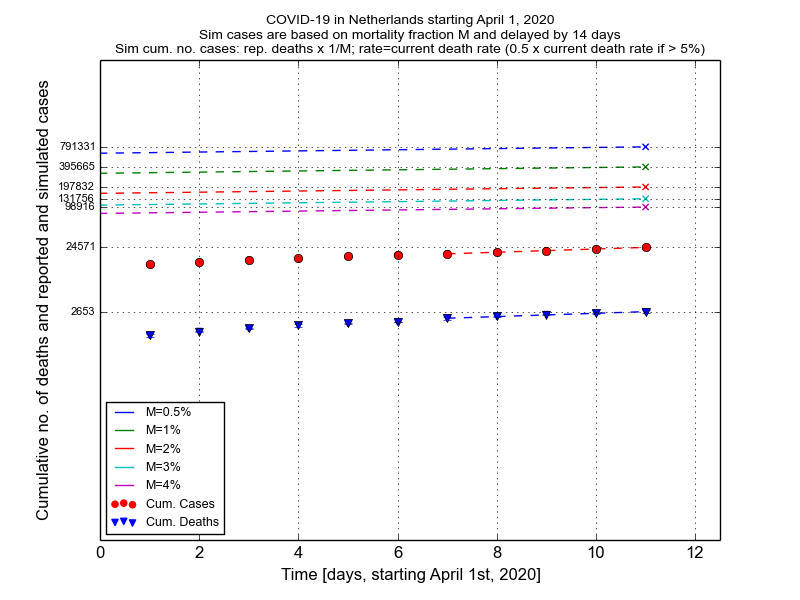 COVID-19 in Netherlands starting April 1, 2020
Sim cases are based on mortality fraction M and delayed by 14 days
Sim cum. no. cases: rep. deaths x 1/M; rate=current death rate (0.5 x current death rate if > 5%)
Cumulative no. of deaths and reported and simulated cases
791331
395665
197832
131756
98916
24571
2653
M=0.5%
M=1%
M=2%
M=3%
M=4%
Cum. Cases
Cum. Deaths
0 2 4 6 8 10 12
Time [days, starting April 1st, 2020]